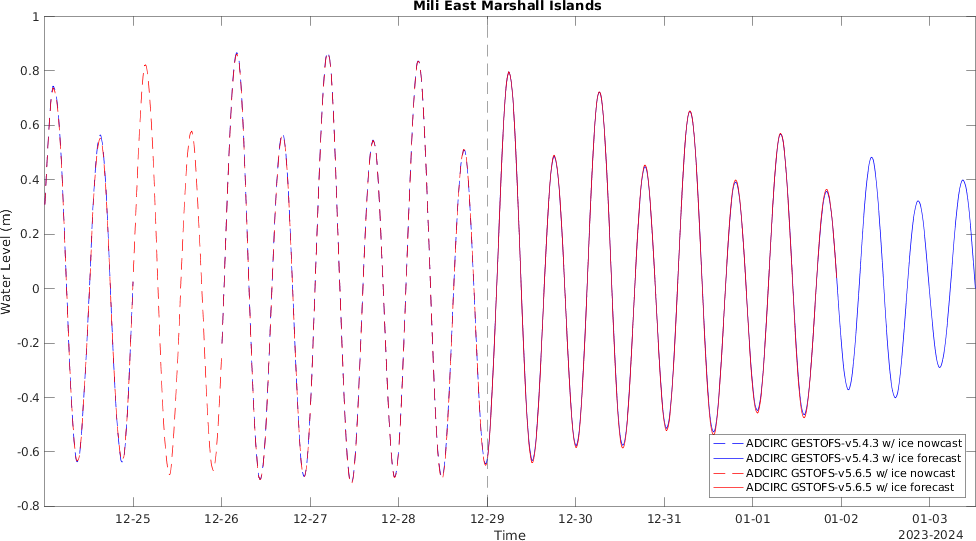 Mili East Marshall Islands
1
0.8
0.6
0.4
0.2
0
-0.2
-0.4
-0.6
-0.8
Water Level (m)
12-25 12-26 12-27 12-28 12-29 12-30 12-31 01-01 01-02 01-03
Time
2023-2024
ADCIRC GESTOFS-v5.4.3 w/ ice nowcast
ADCIRC GESTOFS-v5.4.3 w/ ice forecast
ADCIRC GSTOFS-v5.6.5 w/ ice nowcast
ADCIRC GSTOFS-v5.6.5 w/ ice forecast